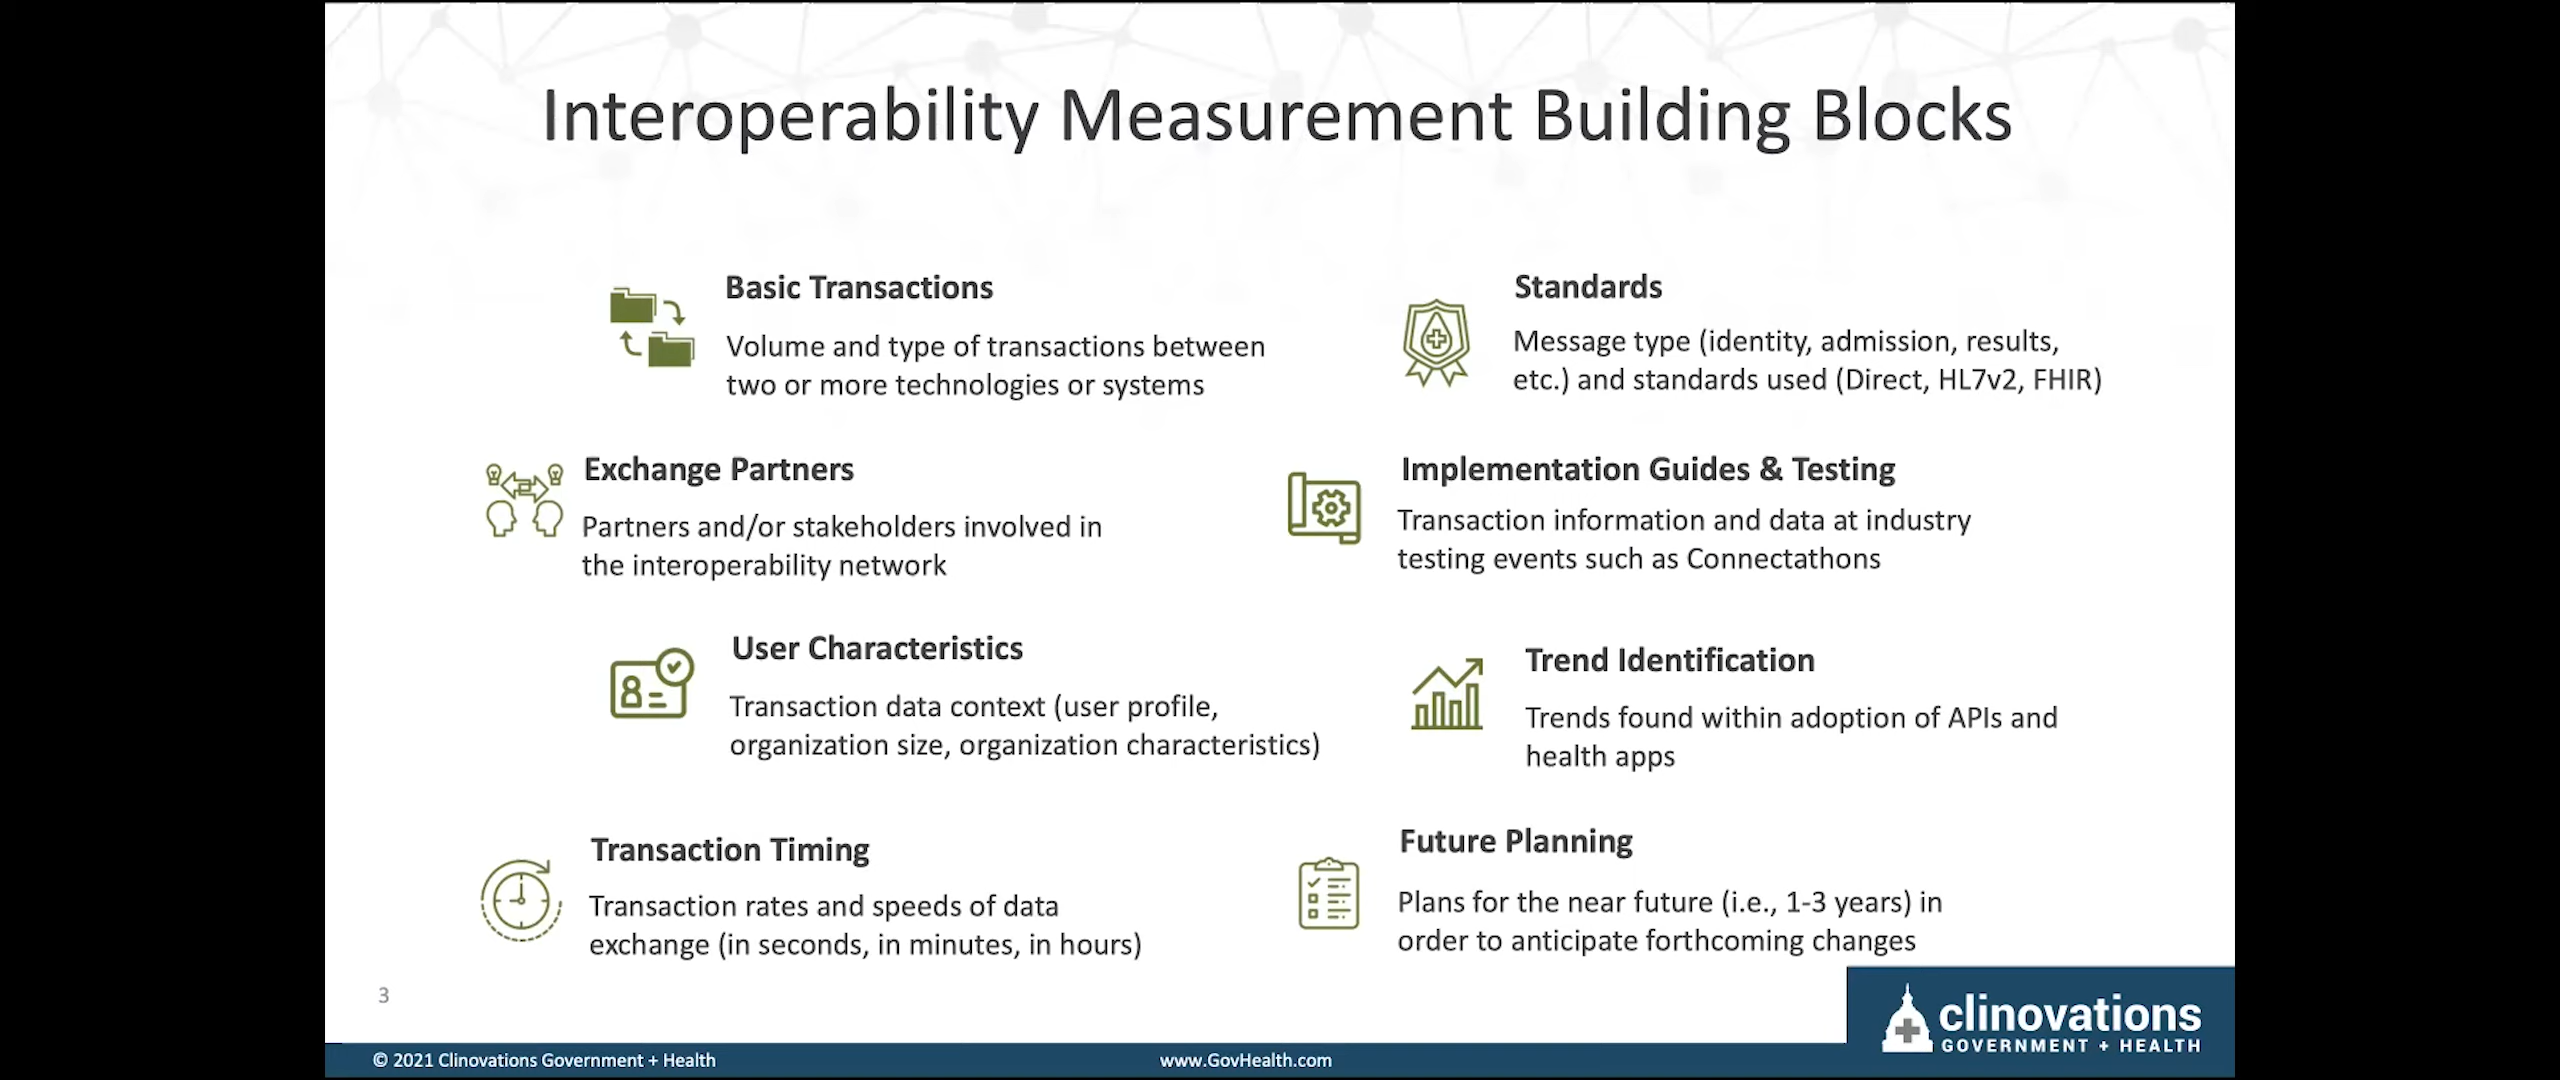 Interoperability Measurement Building Blocks
Basic Transactions
Volume and type of transactions between
two or more technologies or systems
Exchange Partners
Partners and/or stakeholders involved in
the interoperability network
User Characteristics
Transaction data context (user profile,
organization size, organization characteristics)
Transaction Timing
Transaction rates and speeds of data
exchange (in seconds, in minutes, in hours)
Standards
Message type (identity, admission, results,
etc.) and standards used (Direct, HL7v2, FHIR)
Implementation Guides & Testing
Transaction information and data at industry
testing events such as Connectathons
Trend Identification
Trends found within adoption of APIs and
health apps
Future Planning
Plans for the near future (i.e., 1-3 years) in
order to anticipate forthcoming changes
3
© 2021 Clinovations Government + Health
www.GovHealth.com
clinovations
GOVERNMENT + HEALTH